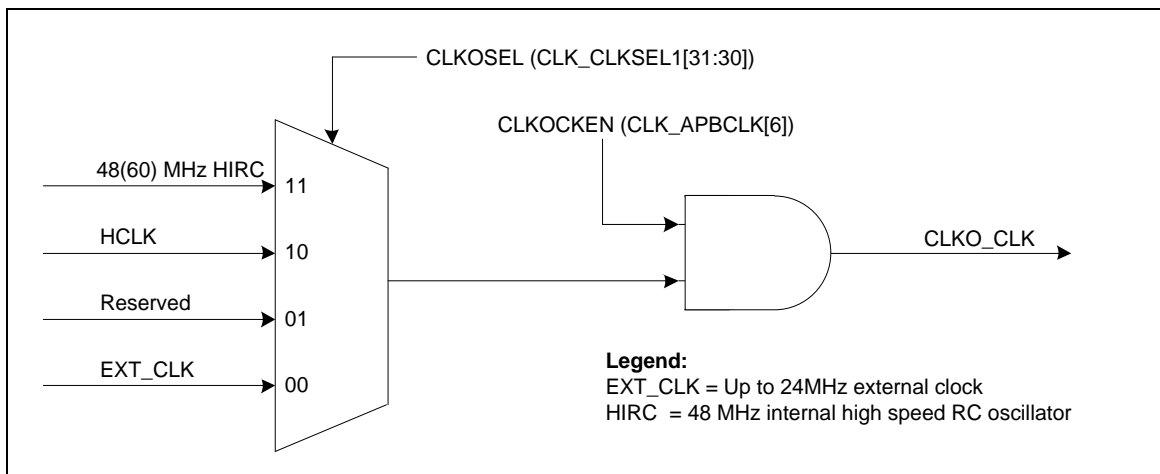 CLKOSEL (CLK_CLKSEL1[31:30])
CLKOCKEN (CLK_APBCLK[6])
48(60) MHz HIRC
11
HCLK
10
CLKO_CLK
Reserved
01
EXT_CLK
00
Legend:
EXT_CLK = Up to 24MHz external clock
HIRC = 48 MHz internal high speed RC oscillator